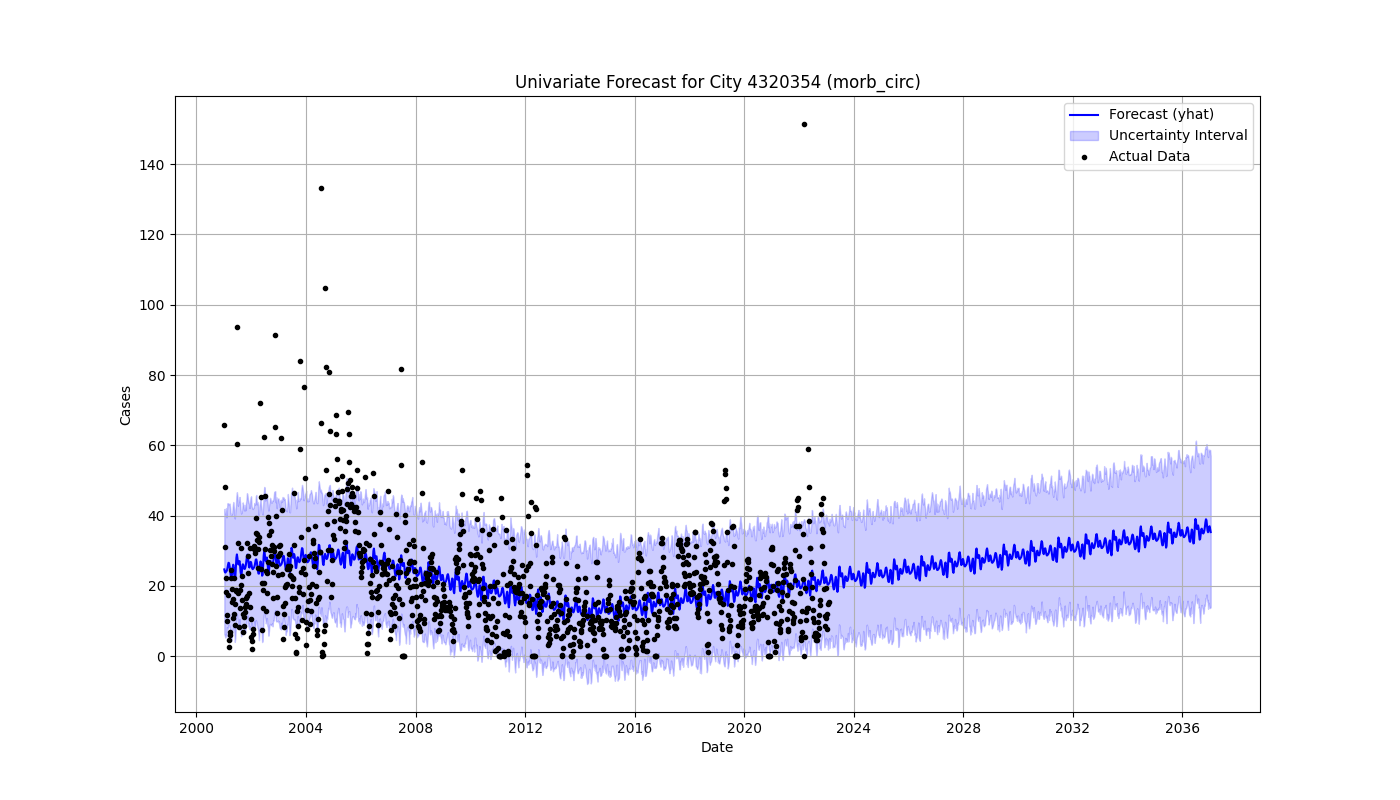 Univariate Forecast for City 4320354 (morb_circ)
Forecast (yhat)
Uncertainty Interval
Actual Data
140
120
100
80
60
40
20
0
Cases
2000 2004 2008 2012 2016 2020 2024 2028 2032 2036
Date